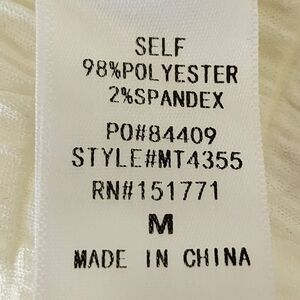 SELF
98%POLYESTER
2%SPANDEX
PO#84409
STYLE#MT4355
RN#151771
M
MADE IN CHINA